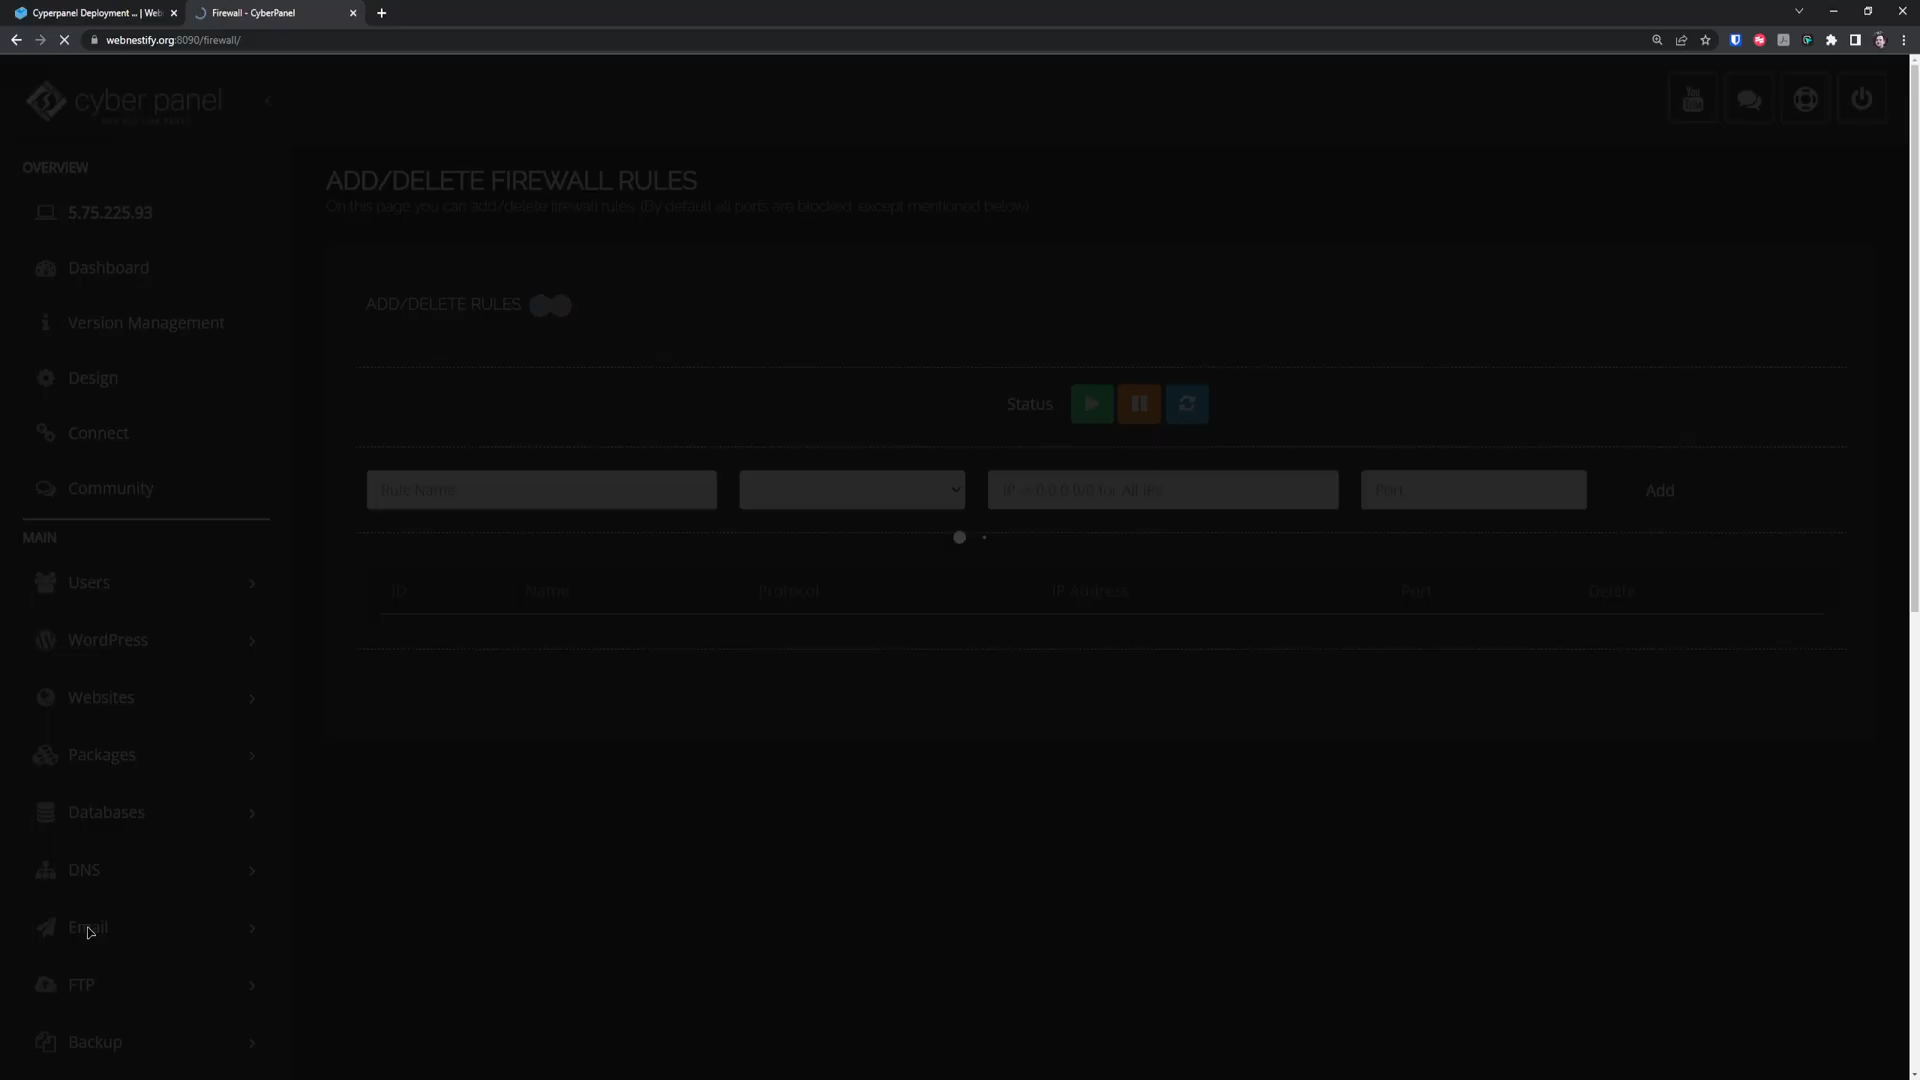 Cyperpanel Deployment ... | Web
Firewall - CyberPanel
webnestify.org:8090/firewall/
cyber panel
You
OVERVIEW
5.75.225.93
Dashboard
Version Management
Design
Connect
Community
MAIN
Users
WordPress
Websites
Packages
Databases
DNS
Email
FTP
Backup
ADD/DELETE FIREWALL RULES
On this page you can add/delete firewall rules. (By default all ports are blocked, except mentioned below)
ADD/DELETE RULES
Status
Rule Name
IP -> 0.0.0.0/0 for All IPs
Port
Add
ID Name Protocol IP Address Port Delete